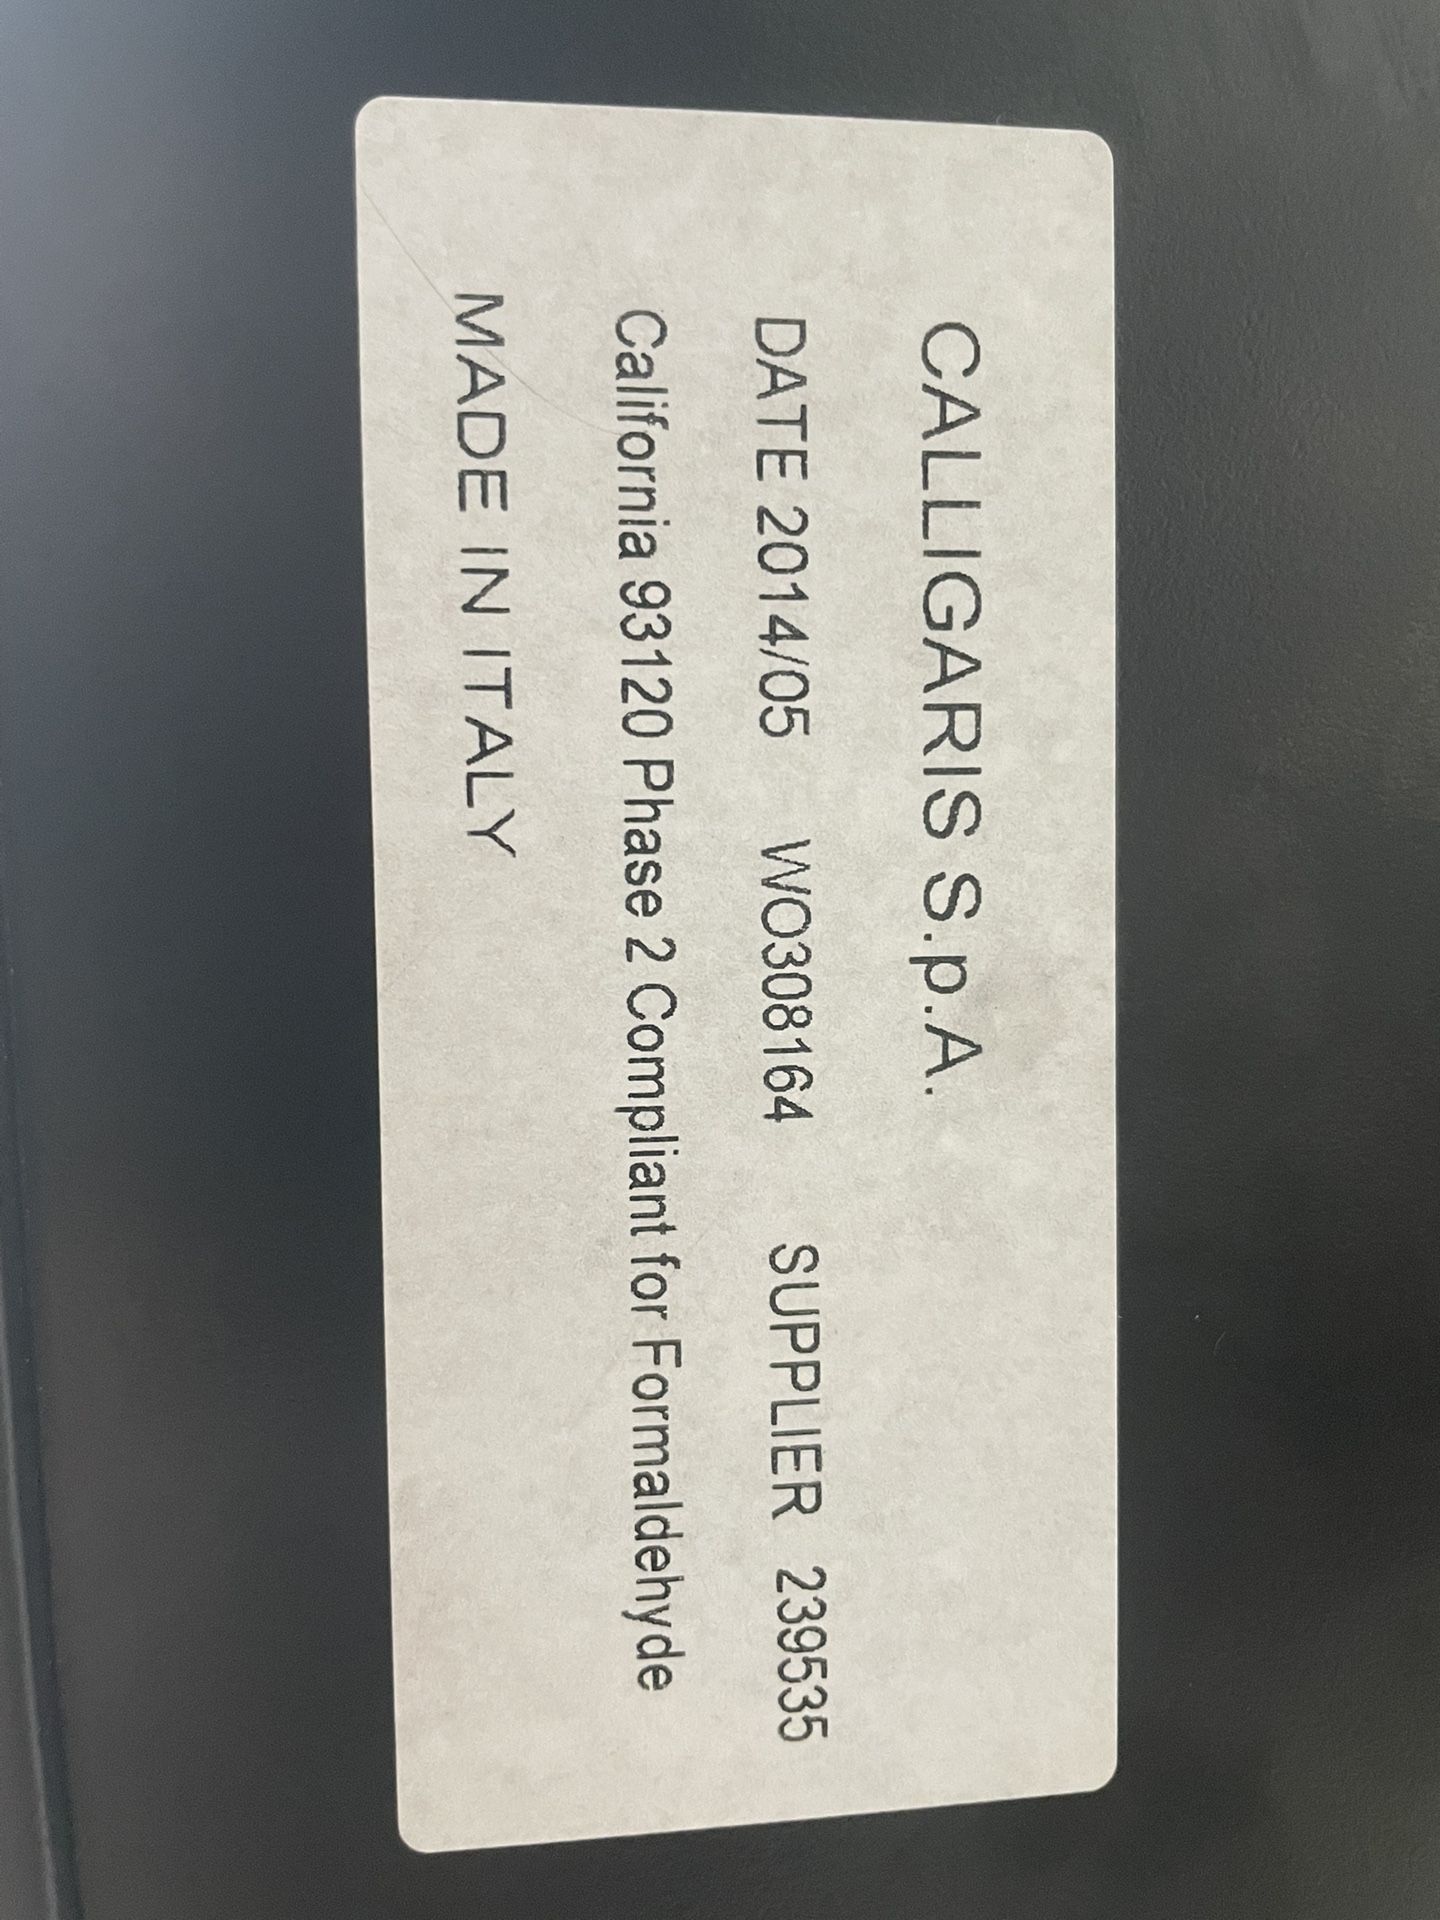 CALLIGARIS S.p.A.
DATE 2014/05 WO308164 SUPPLIER 239535
California 93120 Phase 2 Compliant for Formaldehyde
MADE IN ITALY